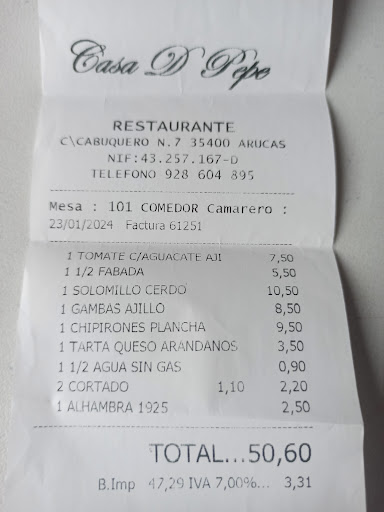 Casa D Pepe
RESTAURANTE
C\CABUQUERO N.7 35400 ARUCAS
NIF:43.257.167-D
TELEFONO 928 604 895
Mesa : 101 COMEDOR Camarero :
23/01/2024 Factura 61251
1 TOMATE C/AGUACATE AJI 7,50
1 1/2 FABADA 5,50
1 SOLOMILLO CERDO 10,50
1 GAMBAS AJILLO 8,50
1 CHIPIRONES PLANCHA 9,50
1 TARTA QUESO ARANDANOS 3,50
1 1/2 AGUA SIN GAS 0,90
2 CORTADO 1,10 2,20
1 ALHAMBRA 1925 2,50
TOTAL...50,60
B.Imp 47,29 IVA 7,00%... 3,31